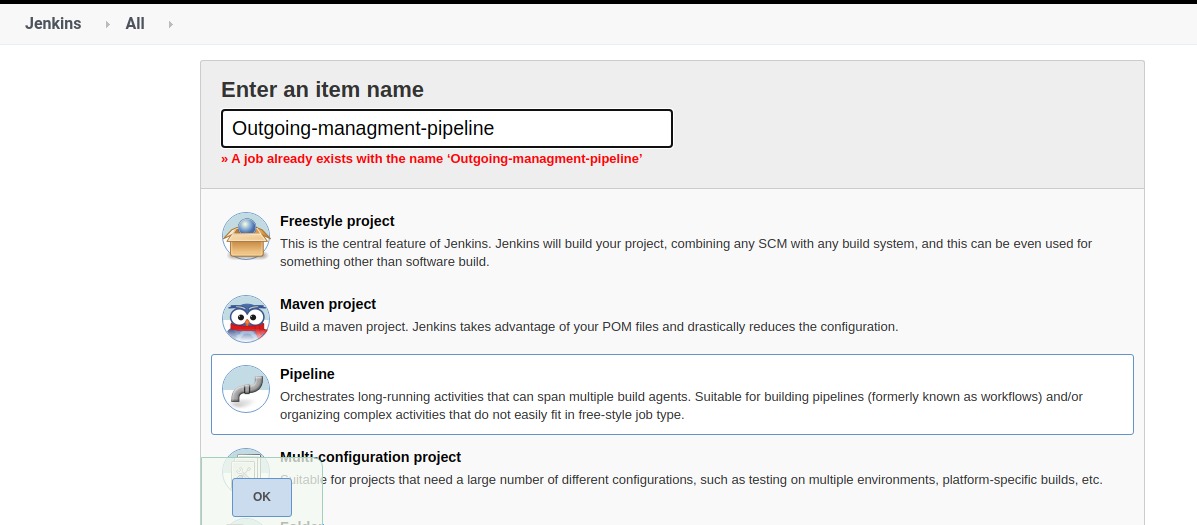 Jenkins All
Enter an item name
Outgoing-managment-pipeline
» A job already exists with the name ‘Outgoing-managment-pipeline’
Freestyle project
This is the central feature of Jenkins. Jenkins will build your project, combining any SCM with any build system, and this can be even used for
something other than software build.
Maven project
Build a maven project. Jenkins takes advantage of your POM files and drastically reduces the configuration.
Pipeline
Orchestrates long-running activities that can span multiple build agents. Suitable for building pipelines (formerly known as workflows) and/or
organizing complex activities that do not easily fit in free-style job type.
Multi-configuration project
Suitable for projects that need a large number of different configurations, such as testing on multiple environments, platform-specific builds, etc.
OK
Folder